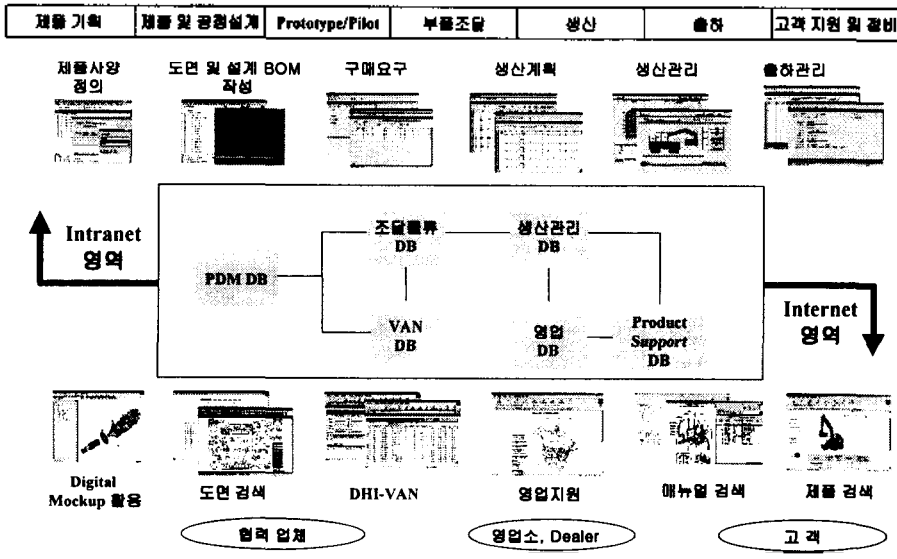 제품 기획
제품 및 공정설계
Prototype/Pilot
부품조달
생산
출하
고객 지원 및 정비
제품사양
정의
도면 및 설계 BOM
작성
구매요구
생산계획
생산관리
출하관리
Intranet
영역
조달물류
DB
생산관리
DB
PDM DB
VAN
DB
영업
DB
Product
Support
DB
Internet
영역
Digital
Mockup 활용
도면 검색
DHI-VAN
영업지원
매뉴얼 검색
제품 검색
협력 업체
영업소, Dealer
고 객